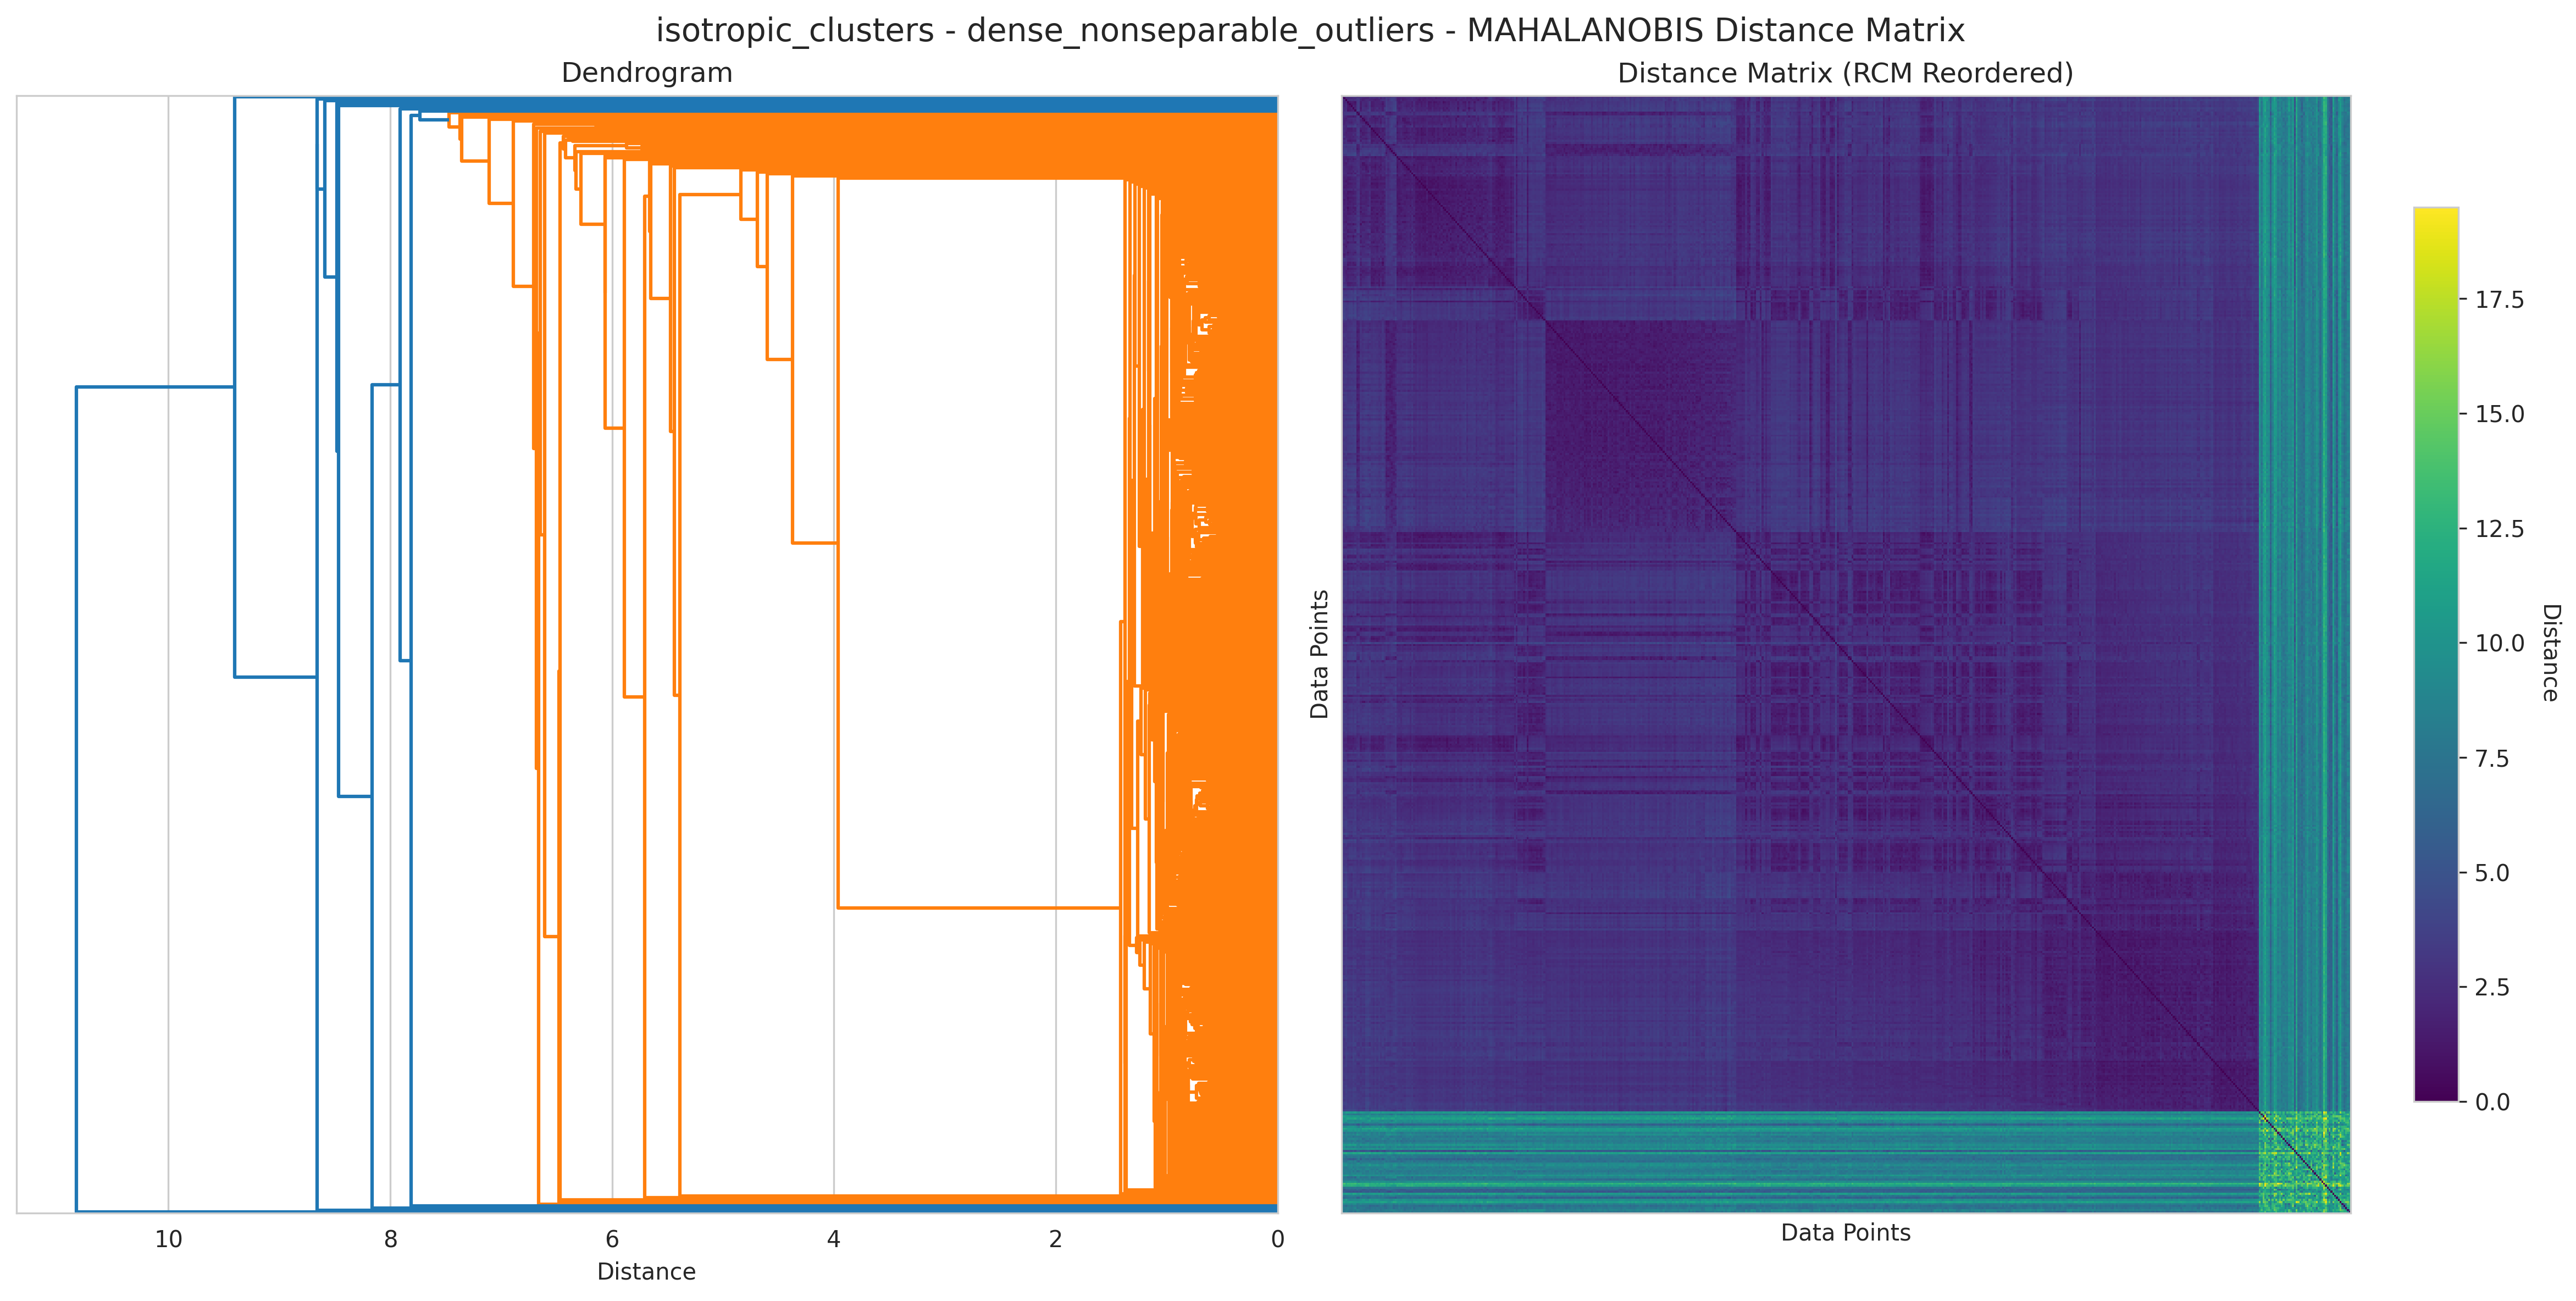 isotropic_clusters - dense_nonseparable_outliers - MAHALANOBIS Distance Matrix
Dendrogram
Distance Matrix (RCM Reordered)
10
8
6
4
2
0
Distance
Data Points
Data Points
17.5
15.0
12.5
10.0
7.5
5.0
2.5
0.0
Distance